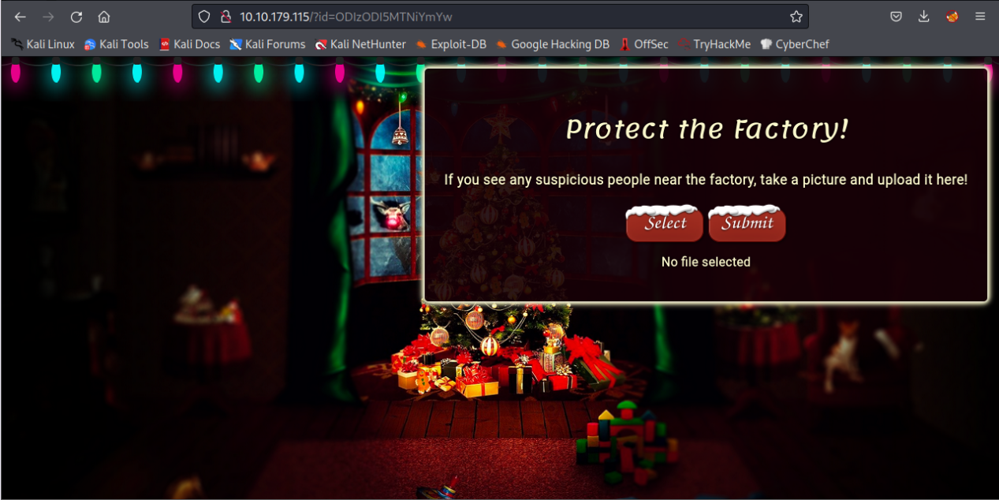 10.10.179.115/?id=ODIzODI5MTNiYmYw
Kali Linux Kali Tools Kali Docs Kali Forums Kali NetHunter Exploit-DB Google Hacking DB OffSec TryHackMe CyberChef
Protect the Factory!
If you see any suspicious people near the factory, take a picture and upload it here!
Select Submit
No file selected